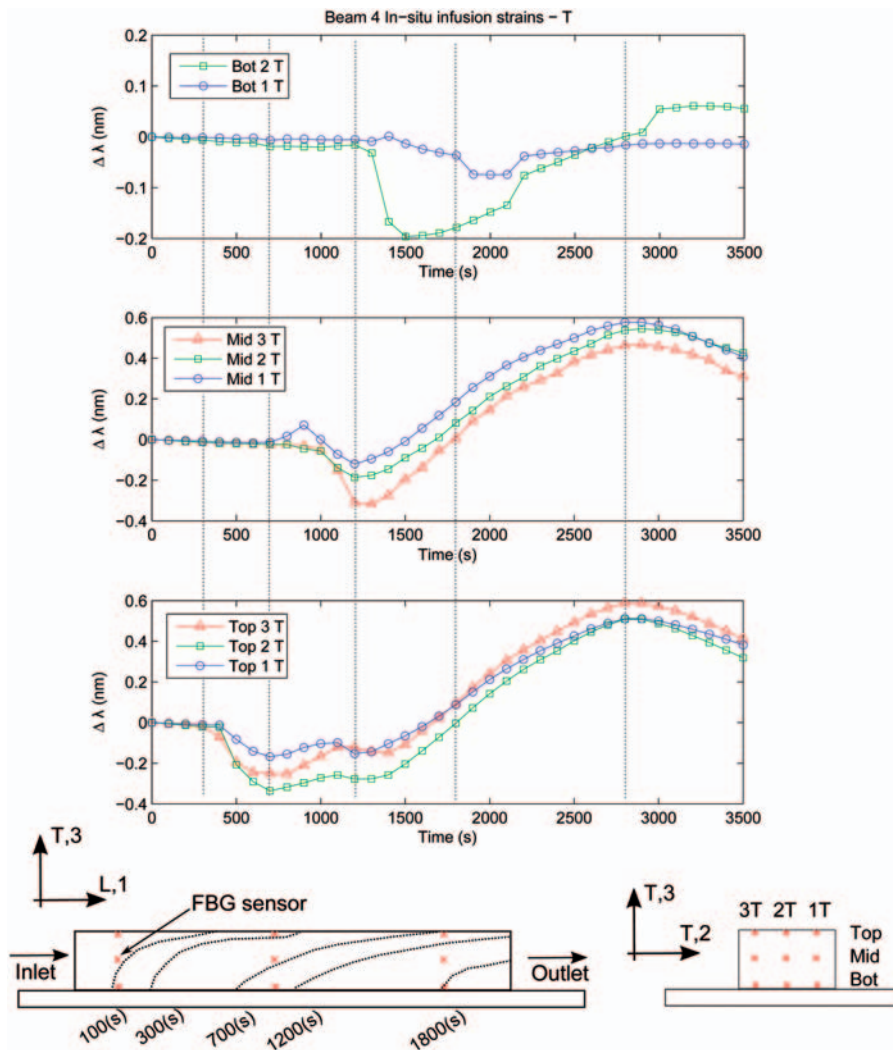 Beam 4 In-situ infusion strains – T
0.2
0.1
0
−0.1
−0.2
Δ λ (nm)
Bot 2 T
Bot 1 T
0 500 1000 1500 2000 2500 3000 3500
Time (s)
0.6
0.4
0.2
0
−0.2
−0.4
Δ λ (nm)
Mid 3 T
Mid 2 T
Mid 1 T
0 500 1000 1500 2000 2500 3000 3500
Time (s)
0.6
0.4
0.2
0
−0.2
−0.4
Δ λ (nm)
Top 3 T
Top 2 T
Top 1 T
0 500 1000 1500 2000 2500 3000 3500
Time (s)
T,3
L,1
FBG sensor
Inlet
Outlet
100(s) 300(s) 700(s) 1200(s) 1800(s)
T,3
T,2
3T 2T 1T
Top
Mid
Bot